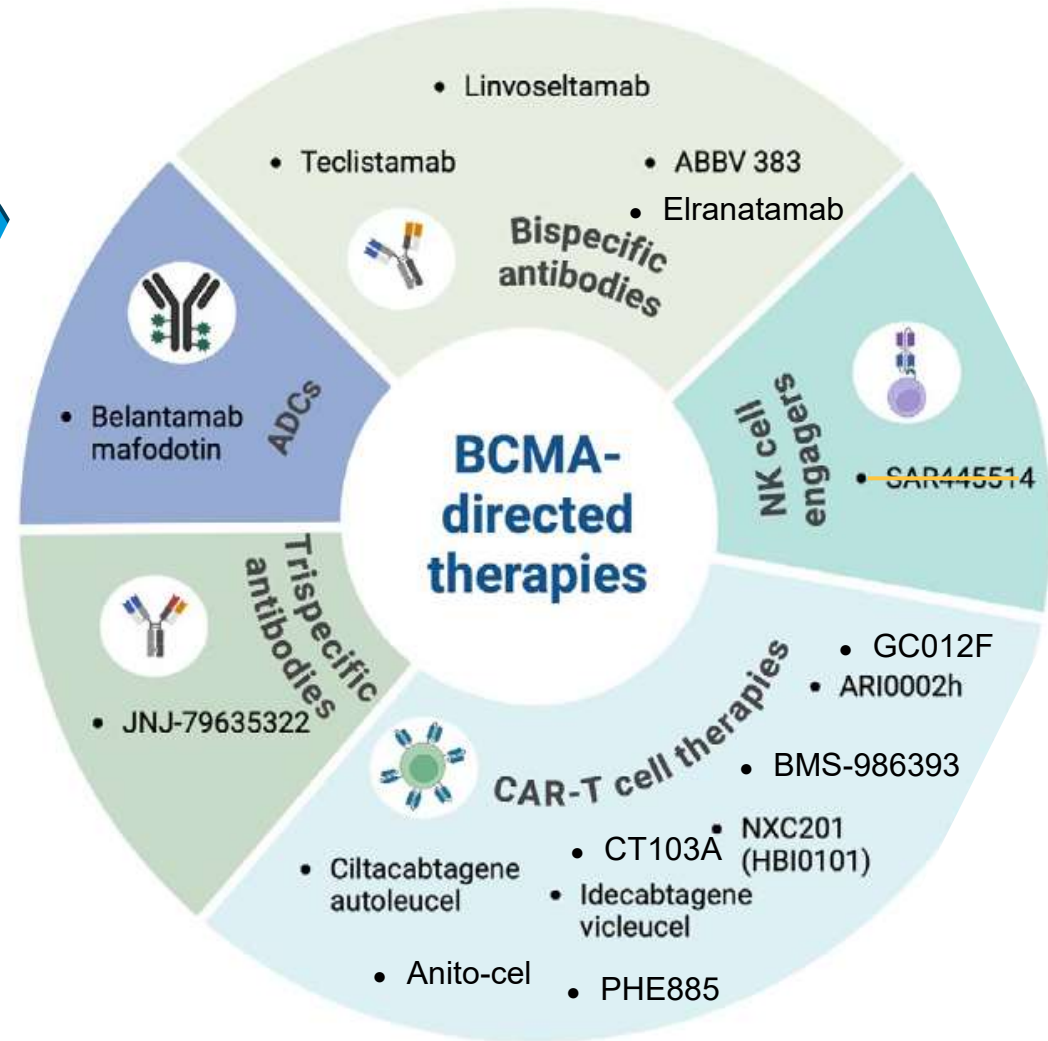 • Linvoseltamab
• Teclistamab
• ABBV 383
• Elranatamab
Bispecific
antibodies
• Belantamab
mafodotin
ADCs
NK cell
engagers
• SAR445514
BCMA-
directed
therapies
Trispecific
antibodies
• JNJ-79635322
CAR-T cell therapies
• GC012F
• ARI0002h
• BMS-986393
• NXC201
(HBI0101)
• CT103A
• Ciltacabtagene
autoleucel
• Idecabtagene
vicleucel
• Anito-cel
• PHE885